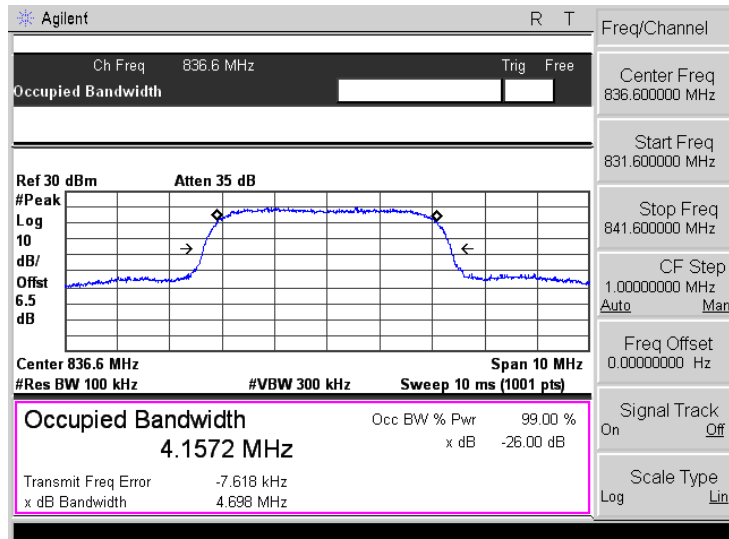 Agilent
R T
Ch Freq 836.6 MHz Trig Free
Occupied Bandwidth
Ref 30 dBm Atten 35 dB
#Peak
Log
10
dB/
Offst
6.5
dB
Center 836.6 MHz Span 10 MHz
#Res BW 100 kHz #VBW 300 kHz Sweep 10 ms (1001 pts)
Occupied Bandwidth
4.1572 MHz
Occ BW % Pwr 99.00 %
x dB -26.00 dB
Transmit Freq Error -7.618 kHz
x dB Bandwidth 4.698 MHz
Freq/Channel
Center Freq
836.600000 MHz
Start Freq
831.600000 MHz
Stop Freq
841.600000 MHz
CF Step
1.00000000 MHz
Auto Man
Freq Offset
0.00000000 Hz
Signal Track
On Off
Scale Type
Log Lin